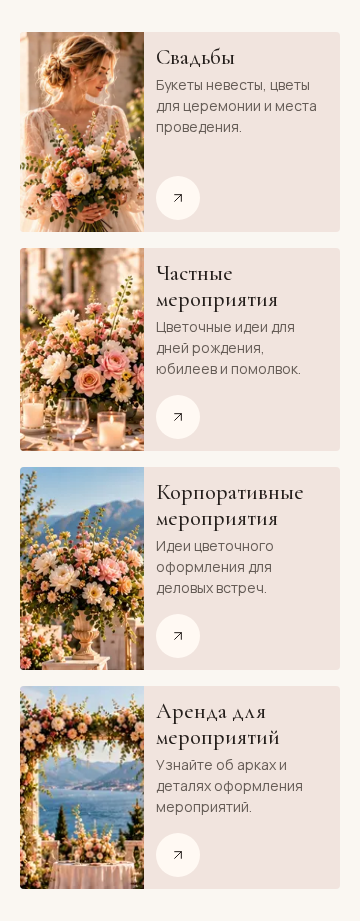 Свадьбы
Букеты невесты, цветы
для церемонии и места
проведения.
Частные
мероприятия
Цветочные идеи для
дней рождения,
юбилеев и помолвок.
Корпоративные
мероприятия
Идеи цветочного
оформления для
деловых встреч.
Аренда для
мероприятий
Узнайте об арках и
деталях оформления
мероприятий.